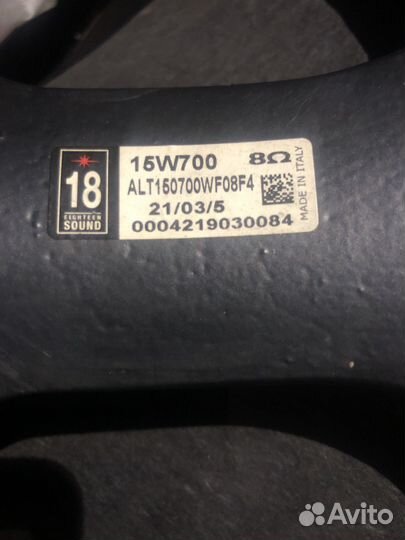 15W700 8Ω
ALT150700WF08F4
21/03/5
0004219030084
MADE IN ITALY
18
EIGHTEEN
SOUND
Avito